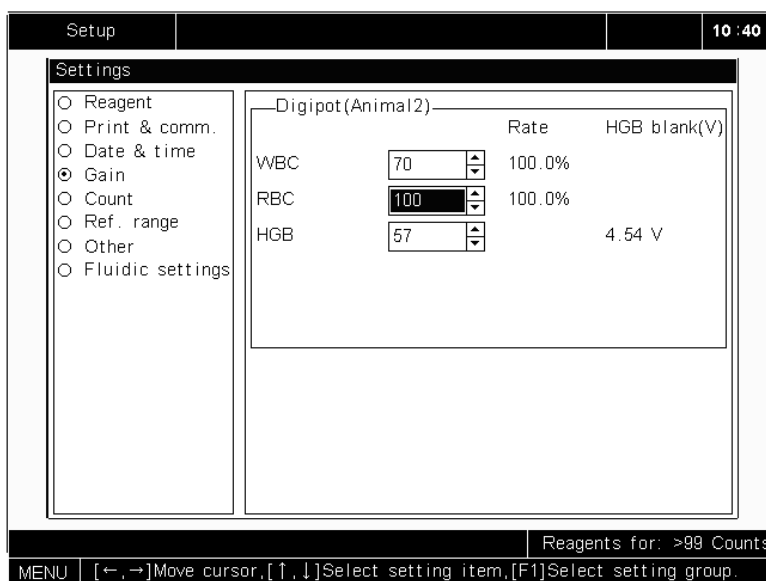 Setup 10:40
Settings
Reagent
Print & comm.
Date & time
Gain
Count
Ref. range
Other
Fluidic settings
Digipot(Animal2)
Rate HGB blank(V)
WBC 70 100.0%
RBC 100 100.0%
HGB 57 4.54 V
Reagents for: >99 Counts
MENU [←,→]Move cursor,[↑,↓]Select setting item,[F1]Select setting group.